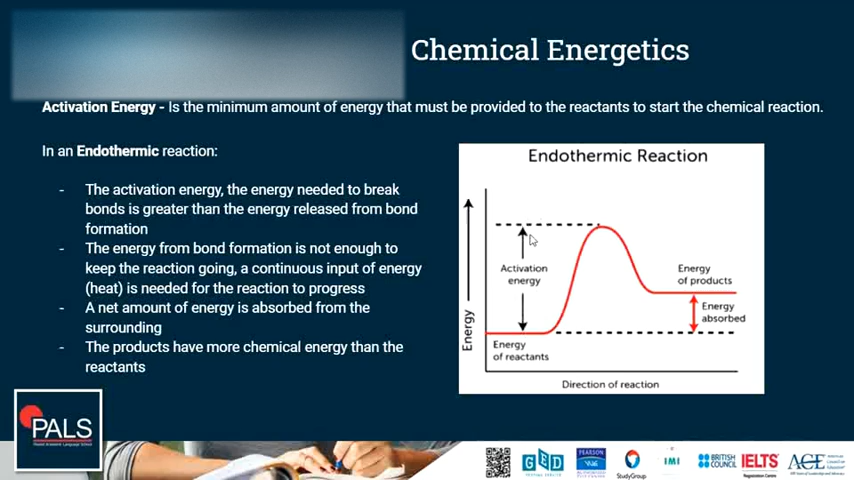 Chemical Energetics
Activation Energy - Is the minimum amount of energy that must be provided to the reactants to start the chemical reaction.
In an Endothermic reaction:
- The activation energy, the energy needed to break
bonds is greater than the energy released from bond
formation
- The energy from bond formation is not enough to
keep the reaction going, a continuous input of energy
(heat) is needed for the reaction to progress
- A net amount of energy is absorbed from the
surrounding
- The products have more chemical energy than the
reactants
Endothermic Reaction
Energy
Activation
energy
Energy
of reactants
Energy
of products
Energy
absorbed
Direction of reaction
PALS
GED
PEARSON
StudyGroup
IMI
BRITISH
COUNCIL
IELTS
ACE